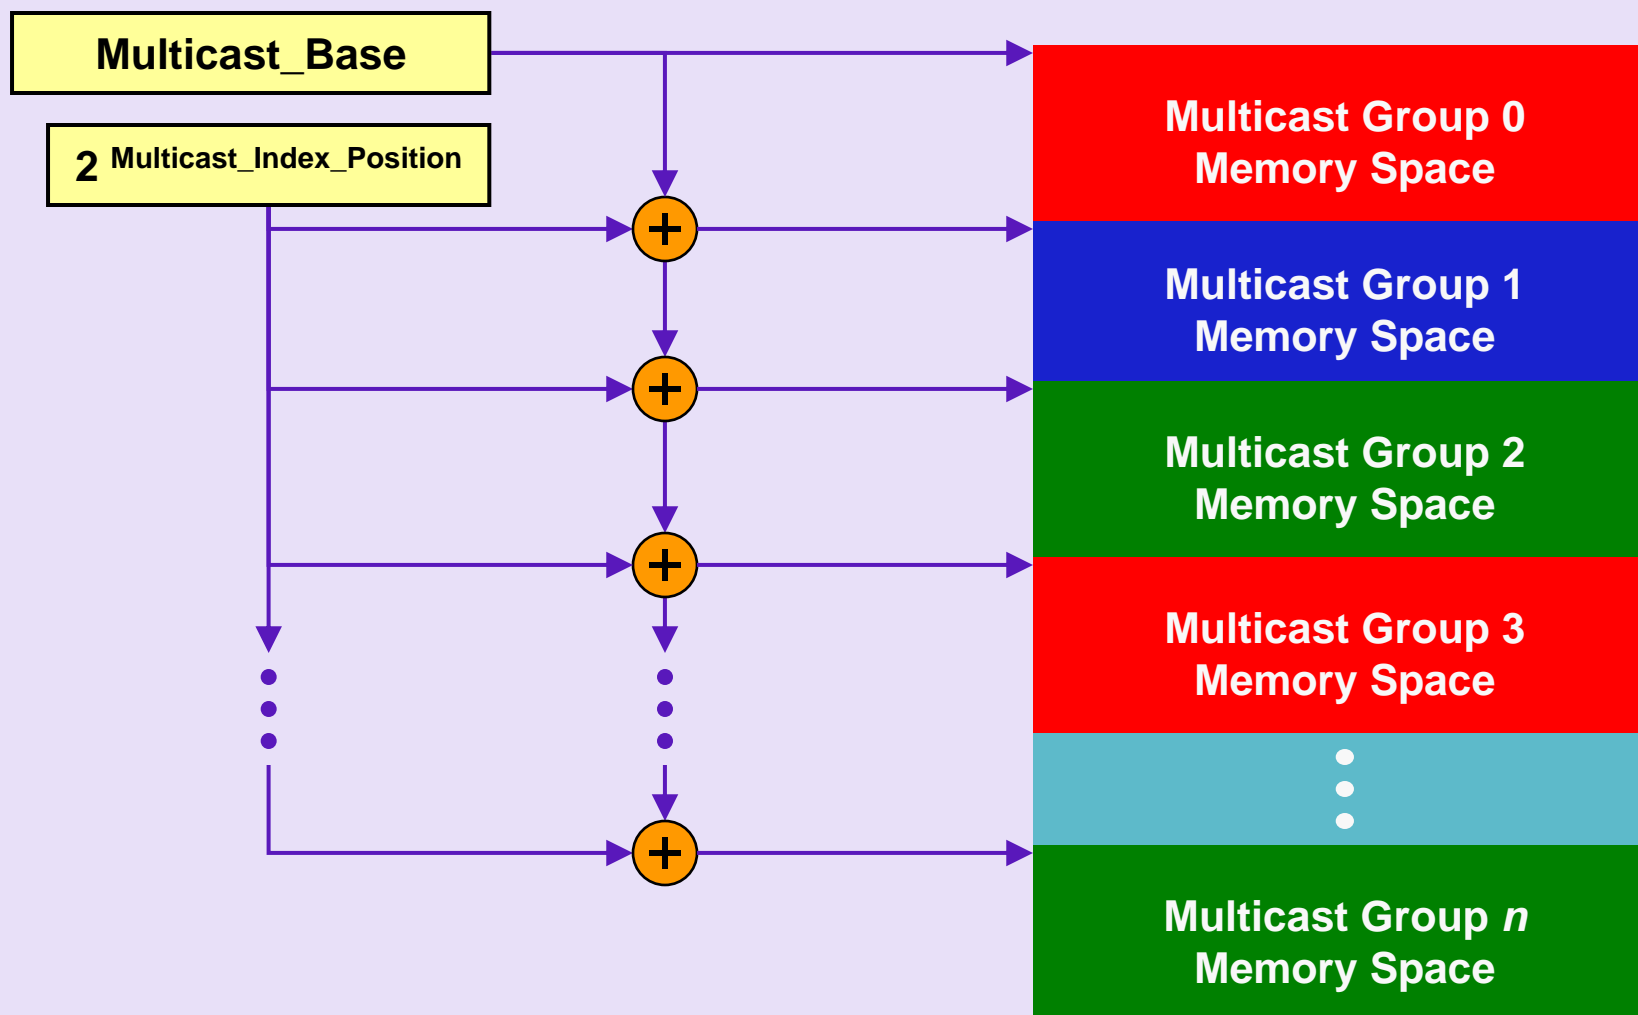 Multicast_Base
2 Multicast_Index_Position
+
+
+
+
Multicast Group 0
Memory Space
Multicast Group 1
Memory Space
Multicast Group 2
Memory Space
Multicast Group 3
Memory Space
Multicast Group n
Memory Space